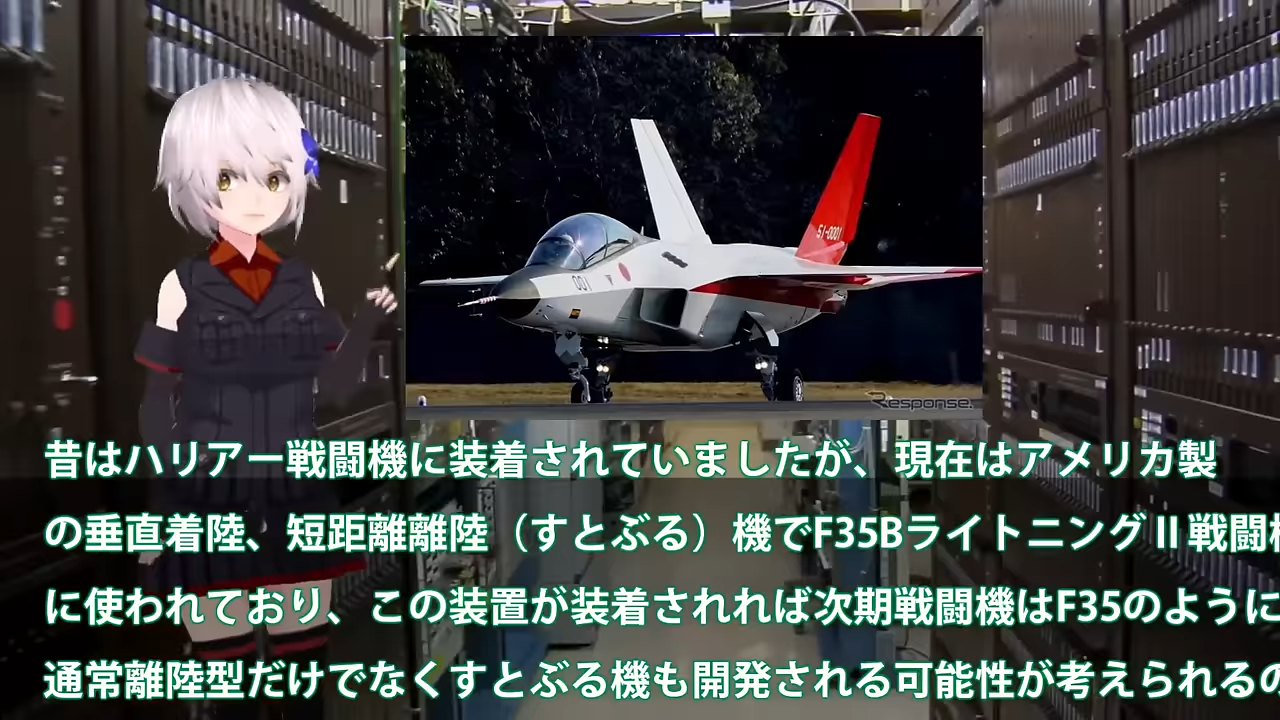 51-0001
001
Response.
昔はハリアー戦闘機に装着されていましたが、現在はアメリカ製
の垂直着陸、短距離離陸（すとぶる）機でF35BライトニングⅡ戦闘機
に使われており、この装置が装着されれば次期戦闘機はF35のように
通常離陸型だけでなくすとぶる機も開発される可能性が考えられるの